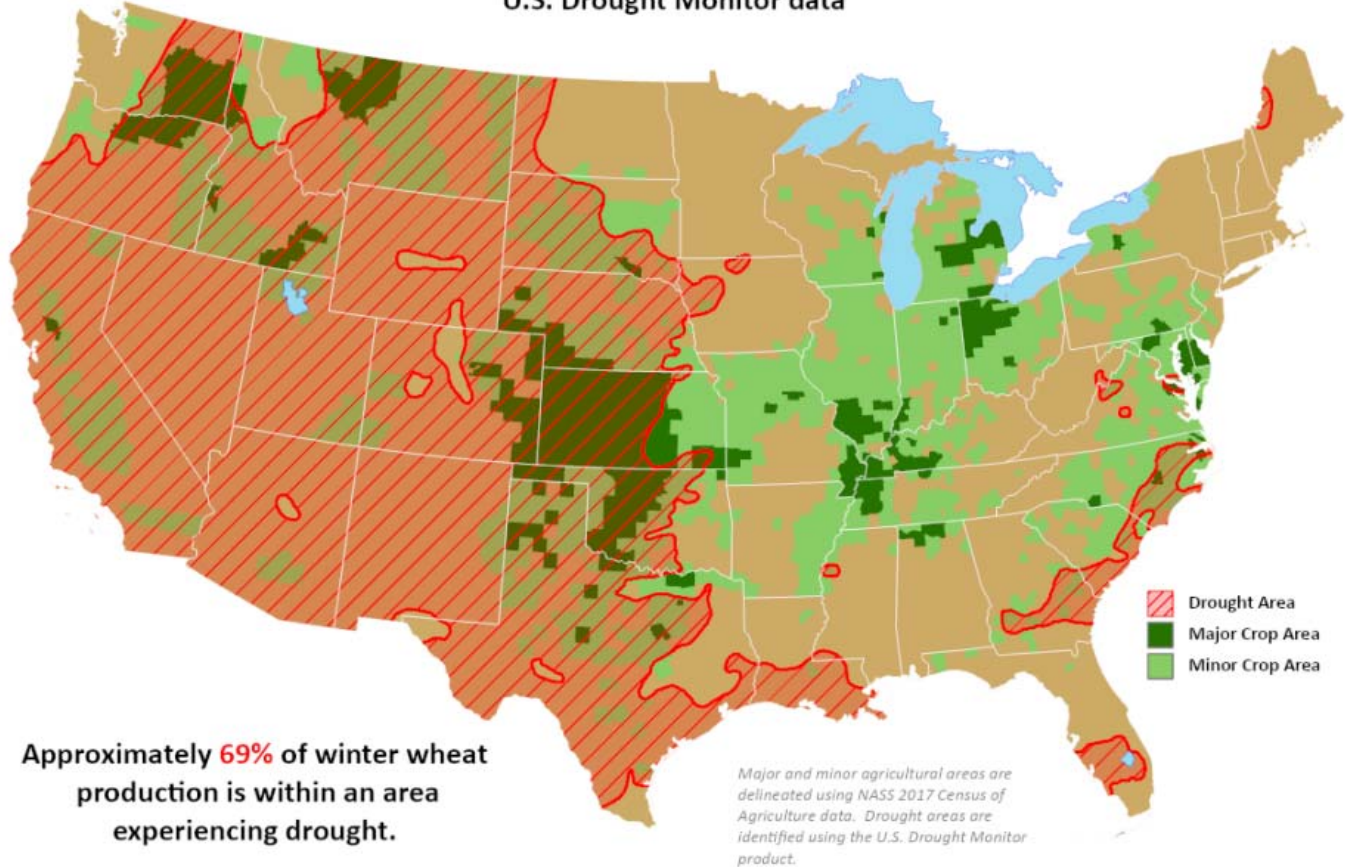 U.S. Drought Monitor data
Drought Area
Major Crop Area
Minor Crop Area
Approximately 69% of winter wheat
production is within an area
experiencing drought.
Major and minor agricultural areas are
delineated using NASS 2017 Census of
Agriculture data. Drought areas are
identified using the U.S. Drought Monitor
product.